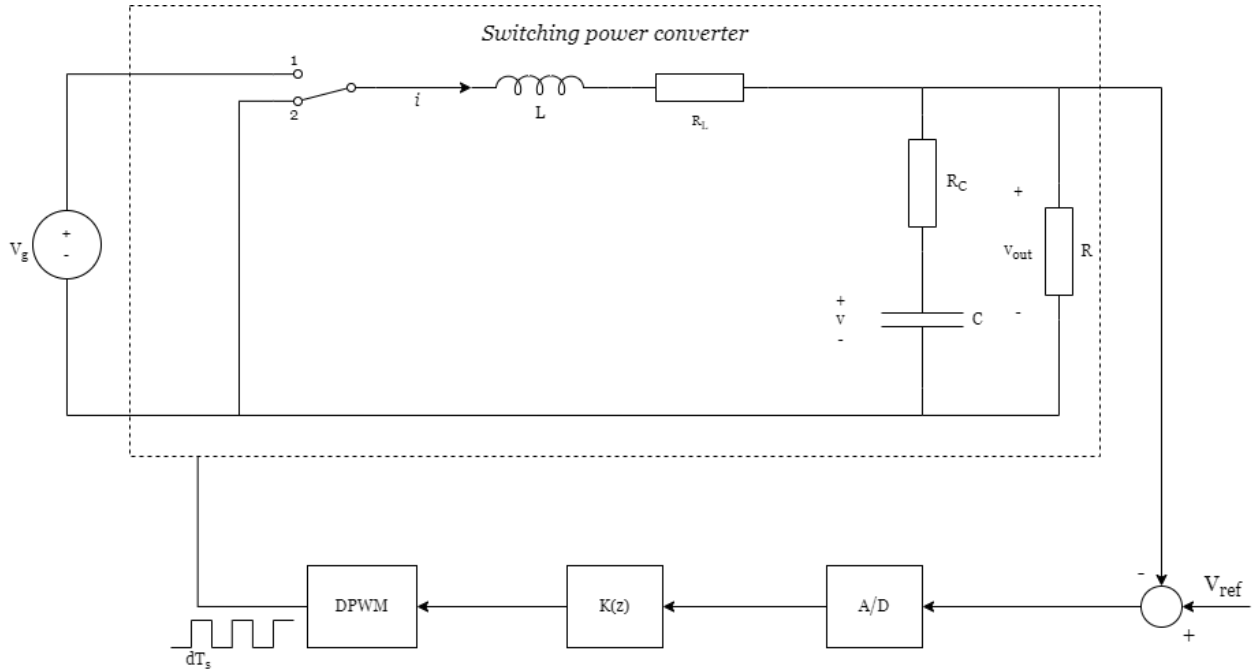 Switching power converter
1
2
i
L
R_L
R_C
+
-
V_g
+
V_out
-
R
+
V
-
C
DPWM
K(z)
A/D
-
+
V_ref
dT_s